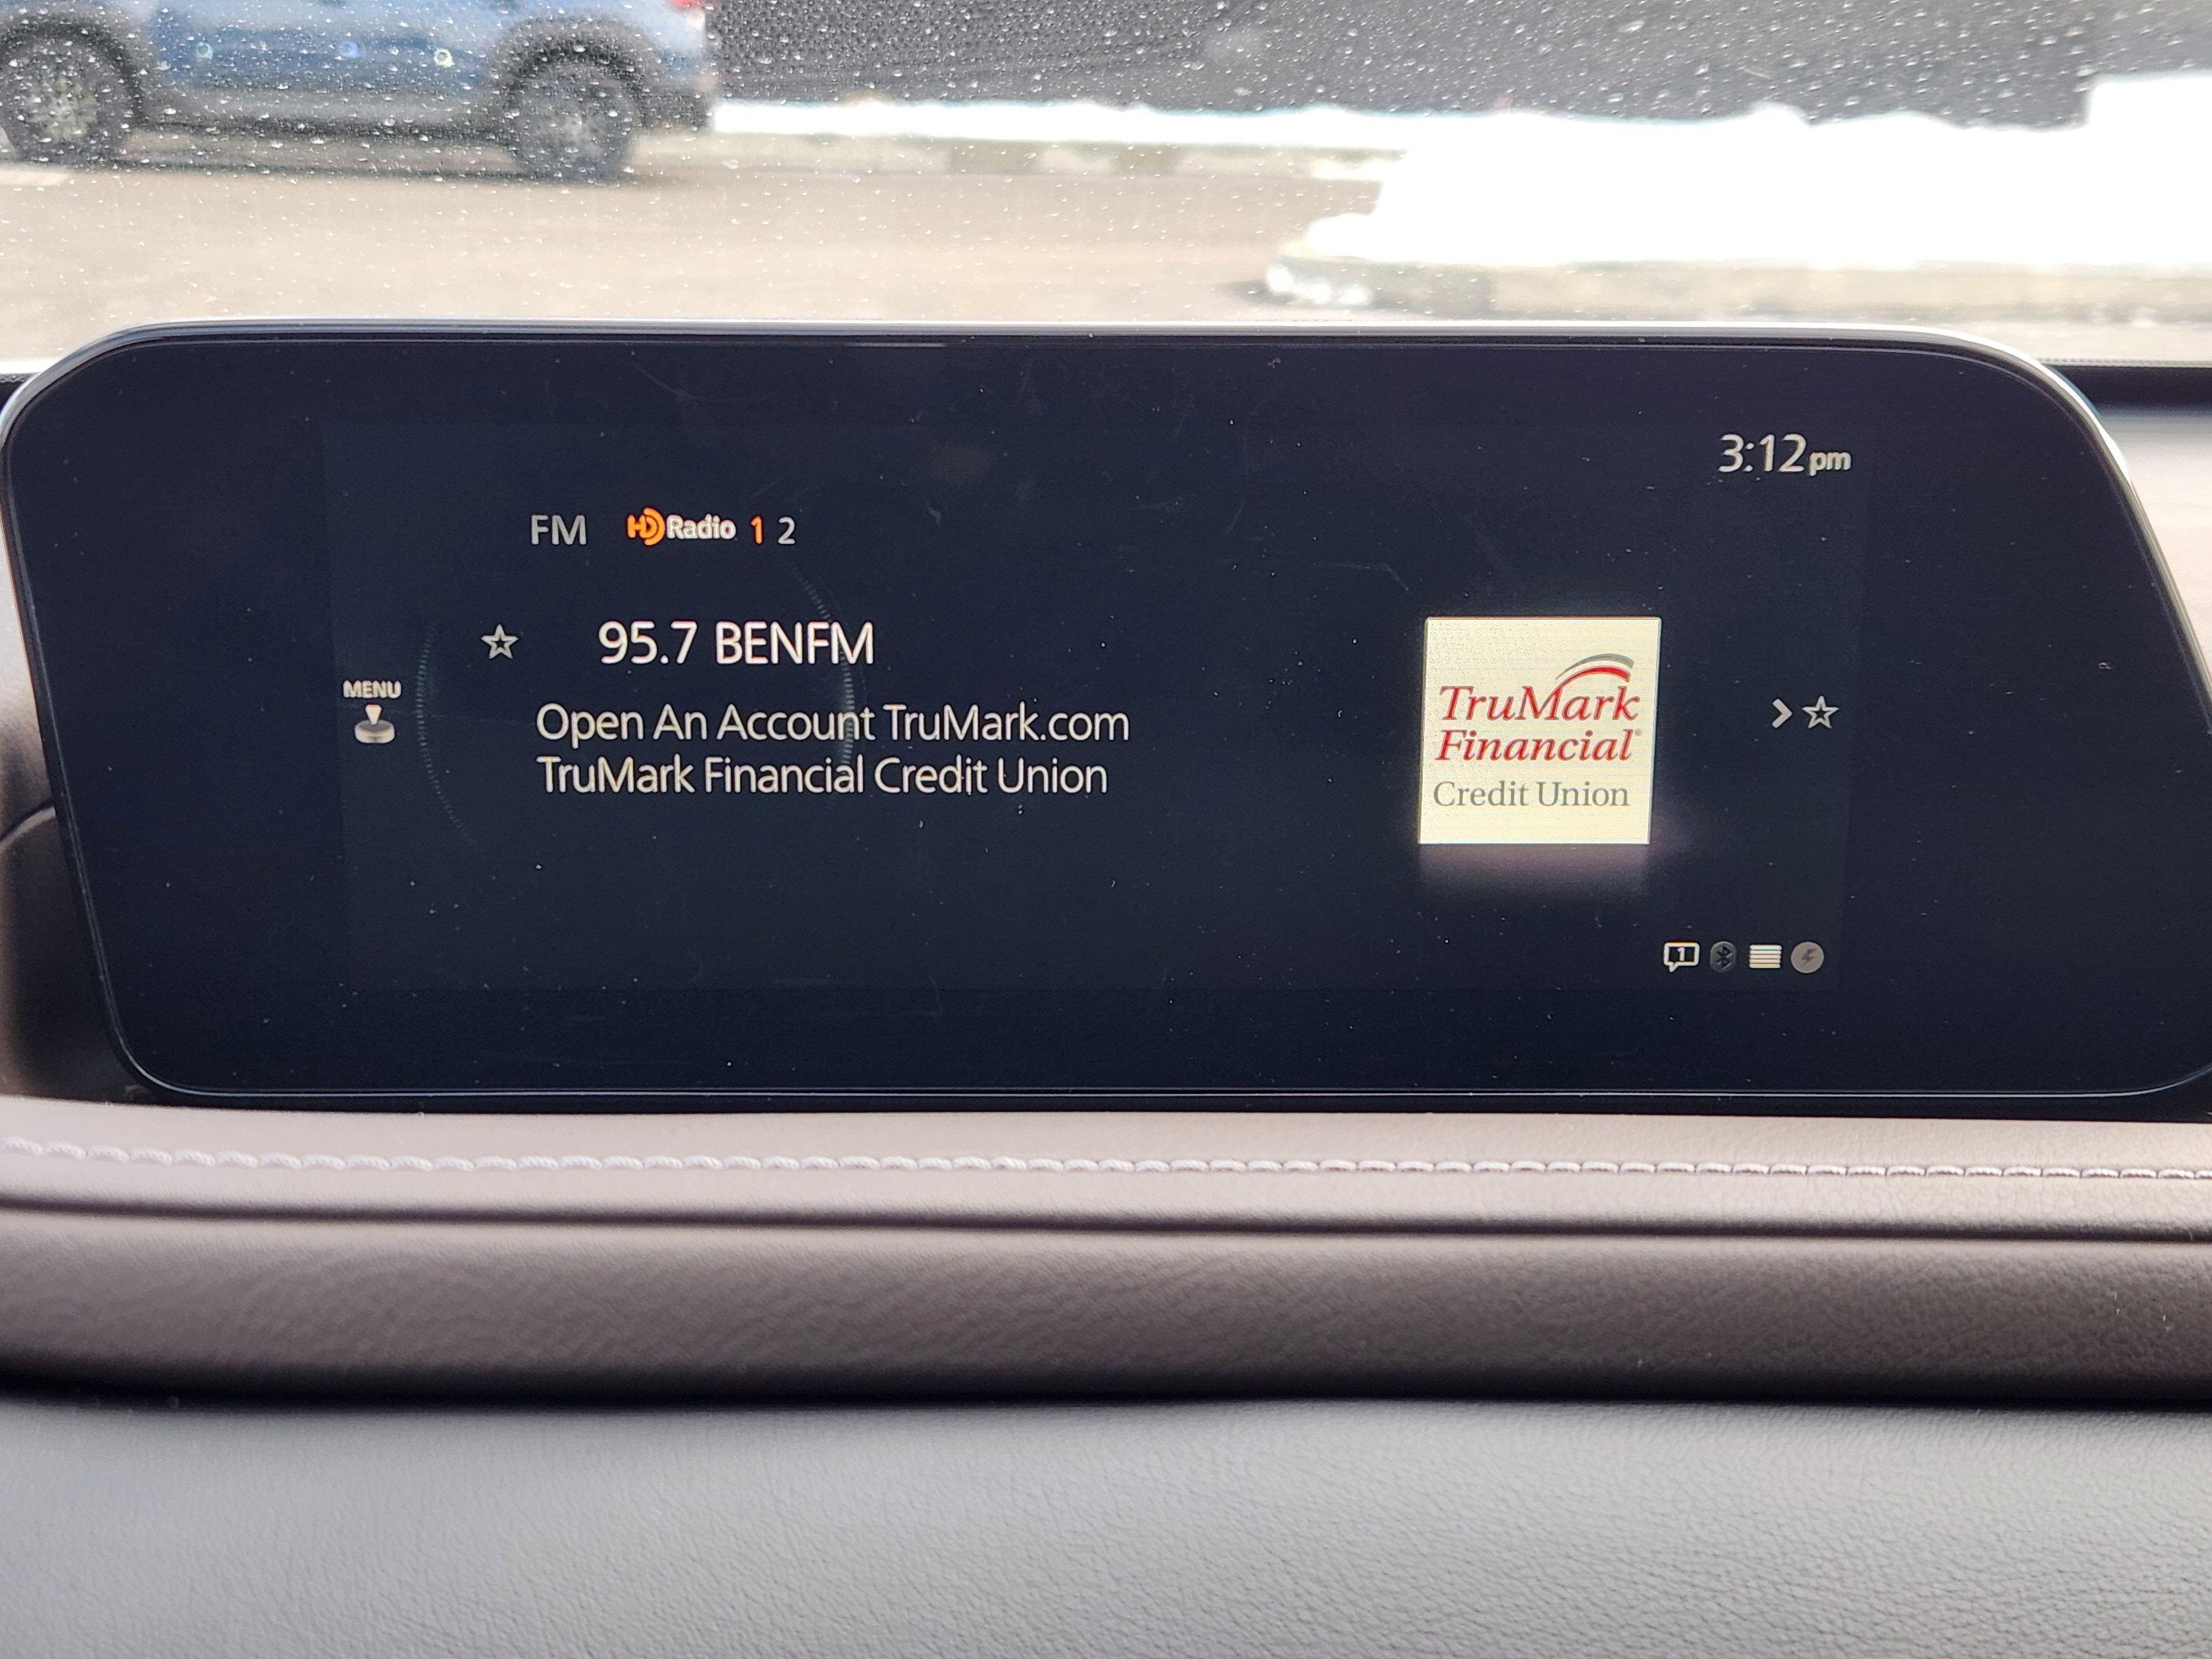 3:12pm
FM HD Radio 1 2
95.7 BENFM
MENU
Open An Account TruMark.com
TruMark Financial Credit Union
TruMark
Financial®
Credit Union
1